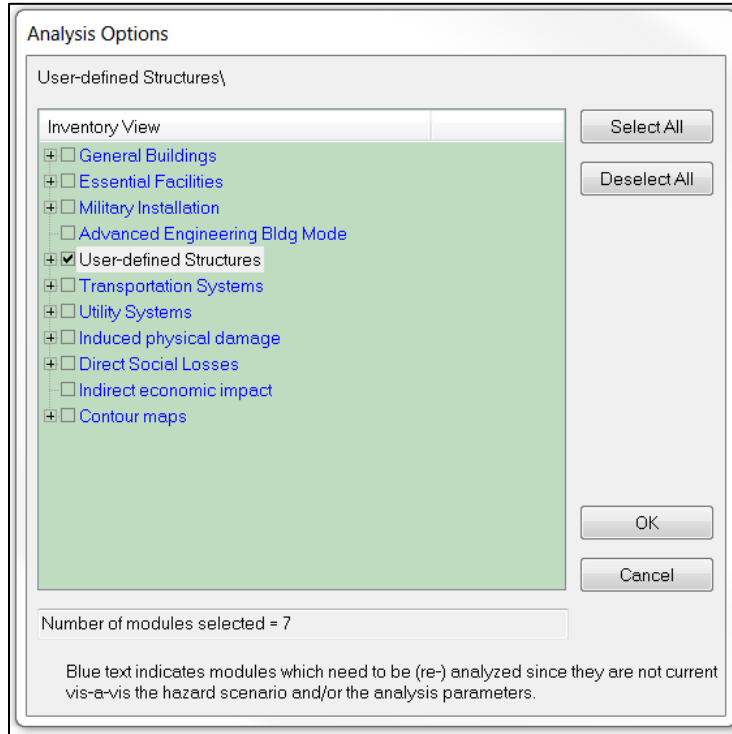 Analysis Options
User-defined Structures\
Inventory View
Select All
General Buildings
Essential Facilities
Deselect All
Military Installation
Advanced Engineering Bldg Mode
User-defined Structures
Transportation Systems
Utility Systems
Induced physical damage
Direct Social Losses
Indirect economic impact
Contour maps
OK
Cancel
Number of modules selected = 7
Blue text indicates modules which need to be (re-) analyzed since they are not current
vis-a-vis the hazard scenario and/or the analysis parameters.